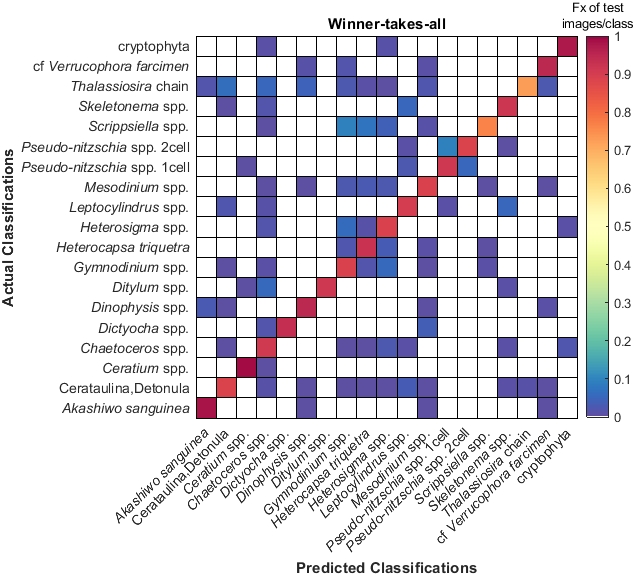 Winner-takes-all
Fx of test
images/class
cryptophyta
cf Verrucophora farcimen
Thalassiosira chain
Skeletonema spp.
Scrippsiella spp.
Pseudo-nitzschia spp. 2cell
Pseudo-nitzschia spp. 1cell
Mesodinium spp.
Leptocylindrus spp.
Heterosigma spp.
Heterocapsa triquetra
Gymnodinium spp.
Ditylum spp.
Dinophysis spp.
Dictyocha spp.
Chaetoceros spp.
Ceratium spp.
Cerataulina,Detonula
Akashiwo sanguinea
Actual Classifications
1
0.9
0.8
0.7
0.6
0.5
0.4
0.3
0.2
0.1
0
Akashiwo sanguinea
Cerataulina,Detonula
Ceratium spp.
Chaetoceros spp.
Dictyocha spp.
Dinophysis spp.
Ditylum spp.
Gymnodinium spp.
Heterocapsa triquetra
Heterosigma spp.
Leptocylindrus spp.
Mesodinium spp.
Pseudo-nitzschia spp. 1cell
Pseudo-nitzschia spp. 2cell
Scrippsiella spp.
Skeletonema spp.
Thalassiosira chain
cf Verrucophora farcimen
cryptophyta
Predicted Classifications